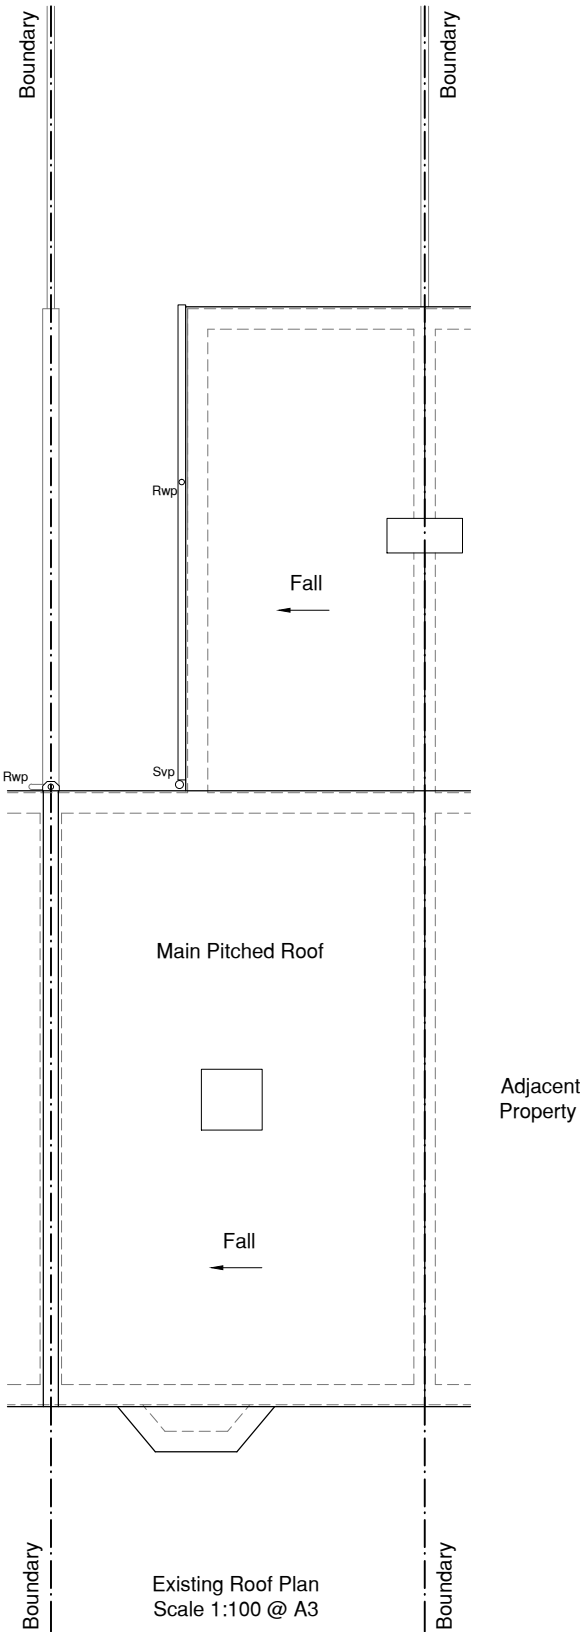 Boundary
Boundary
Rwp
Fall
Svp
Rwp
Main Pitched Roof
Adjacent
Property
Fall
Boundary
Boundary
Existing Roof Plan
Scale 1:100 @ A3